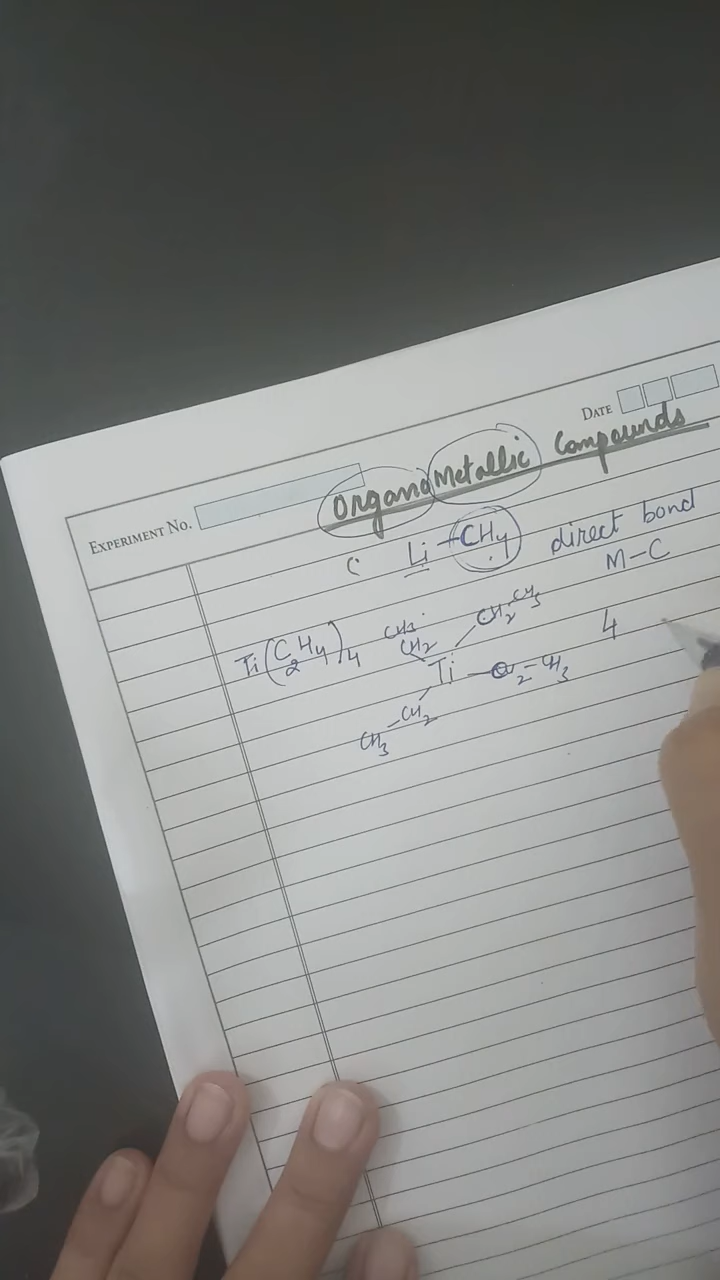 DATE
Organometallic Compounds
EXPERIMENT No.
Li-CH4 direct bond
M-C
Ti(C2H4)4
CH3
CH2
CH2 CH3
Ti
2-CH3
4
CH3-CH2